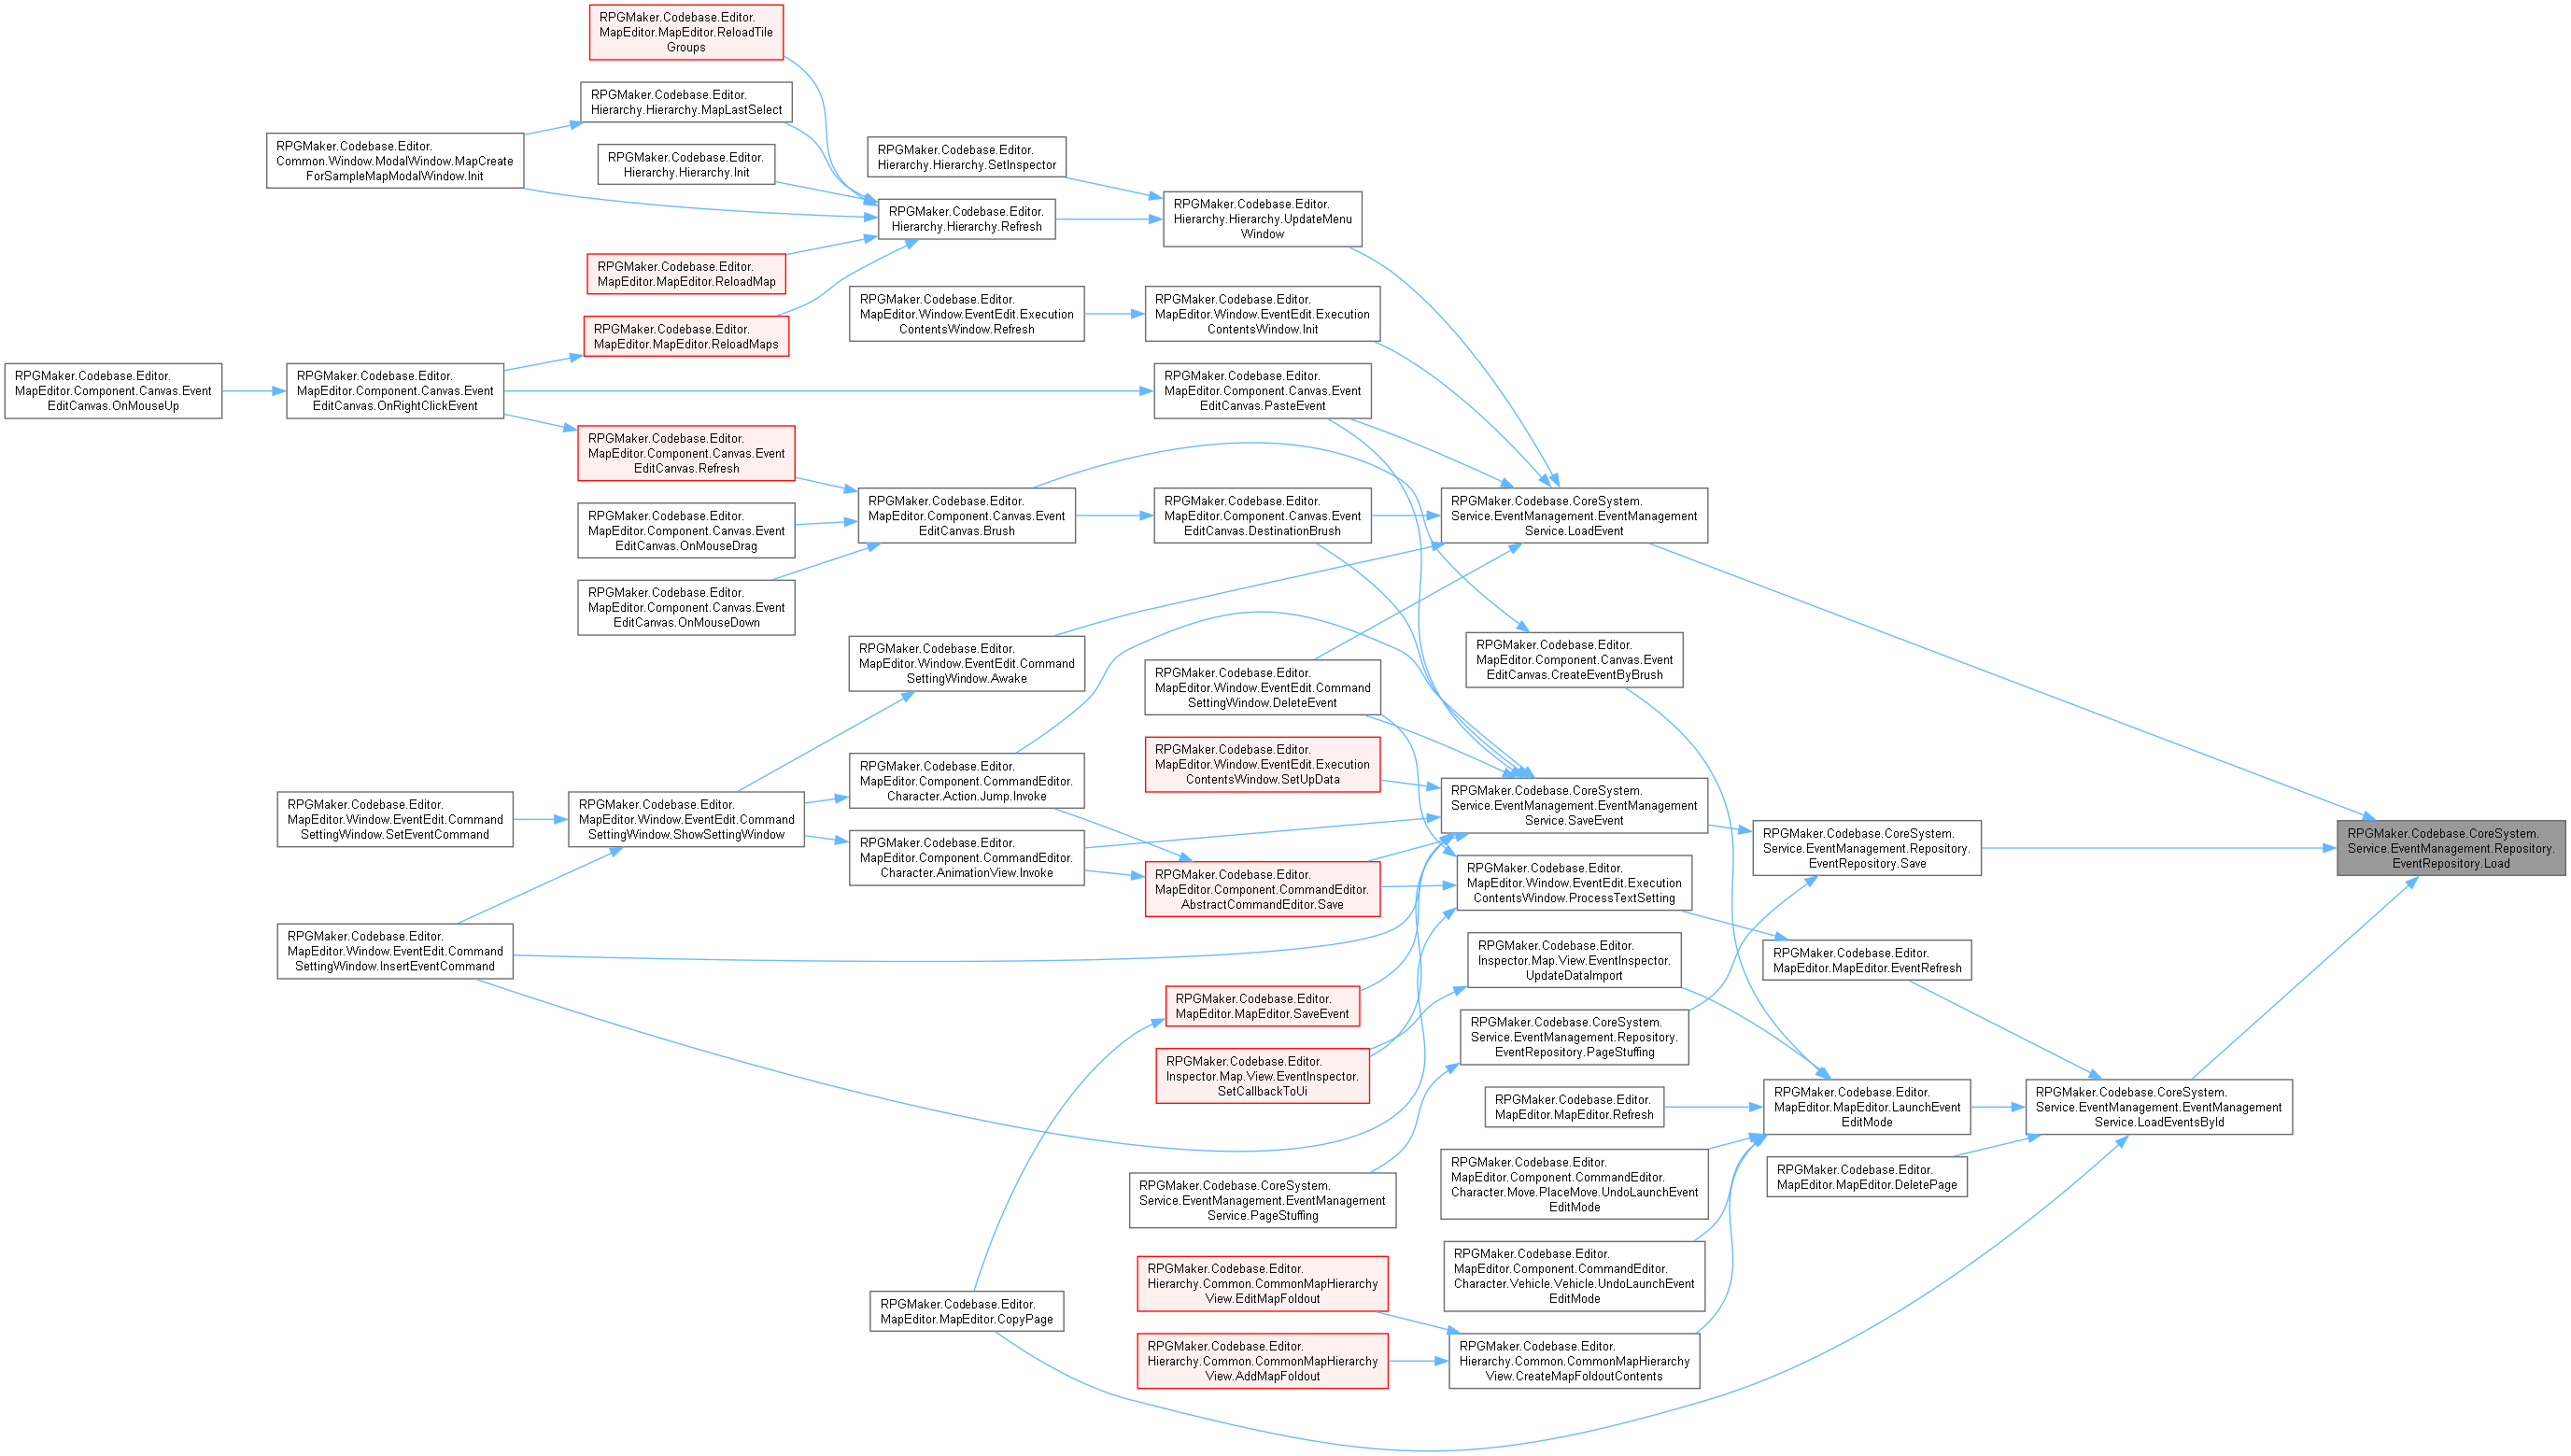 RPGMaker.Codebase.Editor.
MapEditor.MapEditor.ReloadTile
Groups
RPGMaker.Codebase.Editor.
Hierarchy.Hierarchy.MapLastSelect
RPGMaker.Codebase.Editor.
Common.Window.ModalWindow.MapCreate
ForSampleMapModalWindow.Init
RPGMaker.Codebase.Editor.
Hierarchy.Hierarchy.Init
RPGMaker.Codebase.Editor.
Hierarchy.Hierarchy.SetInspector
RPGMaker.Codebase.Editor.
Hierarchy.Hierarchy.Refresh
RPGMaker.Codebase.Editor.
Hierarchy.Hierarchy.UpdateMenu
Window
RPGMaker.Codebase.Editor.
MapEditor.MapEditor.ReloadMap
RPGMaker.Codebase.Editor.
MapEditor.Window.EventEdit.Execution
ContentsWindow.Refresh
RPGMaker.Codebase.Editor.
MapEditor.Window.EventEdit.Execution
ContentsWindow.Init
RPGMaker.Codebase.Editor.
MapEditor.MapEditor.ReloadMaps
RPGMaker.Codebase.Editor.
MapEditor.Component.Canvas.Event
EditCanvas.OnMouseUp
RPGMaker.Codebase.Editor.
MapEditor.Component.Canvas.Event
EditCanvas.OnRightClickEvent
RPGMaker.Codebase.Editor.
MapEditor.Component.Canvas.Event
EditCanvas.PasteEvent
RPGMaker.Codebase.Editor.
MapEditor.Component.Canvas.Event
EditCanvas.Refresh
RPGMaker.Codebase.Editor.
MapEditor.Component.Canvas.Event
EditCanvas.OnMouseDrag
RPGMaker.Codebase.Editor.
MapEditor.Component.Canvas.Event
EditCanvas.Brush
RPGMaker.Codebase.Editor.
MapEditor.Component.Canvas.Event
EditCanvas.DestinationBrush
RPGMaker.Codebase.CoreSystem.
Service.EventManagement.EventManagement
Service.LoadEvent
RPGMaker.Codebase.Editor.
MapEditor.Component.Canvas.Event
EditCanvas.OnMouseDown
RPGMaker.Codebase.Editor.
MapEditor.Window.EventEdit.Command
SettingWindow.Awake
RPGMaker.Codebase.Editor.
MapEditor.Window.EventEdit.Command
SettingWindow.DeleteEvent
RPGMaker.Codebase.Editor.
MapEditor.Component.Canvas.Event
EditCanvas.CreateEventByBrush
RPGMaker.Codebase.Editor.
MapEditor.Window.EventEdit.Execution
ContentsWindow.SetUpData
RPGMaker.Codebase.Editor.
MapEditor.Component.CommandEditor.
Character.Action.Jump.Invoke
RPGMaker.Codebase.CoreSystem.
Service.EventManagement.EventManagement
Service.SaveEvent
RPGMaker.Codebase.Editor.
MapEditor.Window.EventEdit.Command
SettingWindow.SetEventCommand
RPGMaker.Codebase.Editor.
MapEditor.Window.EventEdit.Command
SettingWindow.ShowSettingWindow
RPGMaker.Codebase.CoreSystem.
Service.EventManagement.Repository.
EventRepository.Save
RPGMaker.Codebase.CoreSystem.
Service.EventManagement.Repository.
EventRepository.Load
RPGMaker.Codebase.Editor.
MapEditor.Component.CommandEditor.
Character.AnimationView.Invoke
RPGMaker.Codebase.Editor.
MapEditor.Component.CommandEditor.
AbstractCommandEditor.Save
RPGMaker.Codebase.Editor.
MapEditor.Window.EventEdit.Execution
ContentsWindow.ProcessTextSetting
RPGMaker.Codebase.Editor.
MapEditor.Window.EventEdit.Command
SettingWindow.InsertEventCommand
RPGMaker.Codebase.Editor.
Inspector.Map.View.EventInspector.
UpdateDataImport
RPGMaker.Codebase.Editor.
MapEditor.MapEditor.EventRefresh
RPGMaker.Codebase.Editor.
MapEditor.MapEditor.SaveEvent
RPGMaker.Codebase.CoreSystem.
Service.EventManagement.Repository.
EventRepository.PageStuffing
RPGMaker.Codebase.Editor.
Inspector.Map.View.EventInspector.
SetCallbackToUi
RPGMaker.Codebase.Editor.
MapEditor.MapEditor.Refresh
RPGMaker.Codebase.Editor.
MapEditor.MapEditor.LaunchEvent
EditMode
RPGMaker.Codebase.CoreSystem.
Service.EventManagement.EventManagement
Service.LoadEventsById
RPGMaker.Codebase.Editor.
MapEditor.Component.CommandEditor.
Character.Move.PlaceMove.UndoLaunchEvent
EditMode
RPGMaker.Codebase.Editor.
MapEditor.MapEditor.DeletePage
RPGMaker.Codebase.CoreSystem.
Service.EventManagement.EventManagement
Service.PageStuffing
RPGMaker.Codebase.Editor.
MapEditor.Component.CommandEditor.
Character.Vehicle.Vehicle.UndoLaunchEvent
EditMode
RPGMaker.Codebase.Editor.
Hierarchy.Common.CommonMapHierarchy
View.EditMapFoldout
RPGMaker.Codebase.Editor.
MapEditor.MapEditor.CopyPage
RPGMaker.Codebase.Editor.
Hierarchy.Common.CommonMapHierarchy
View.AddMapFoldout
RPGMaker.Codebase.Editor.
Hierarchy.Common.CommonMapHierarchy
View.CreateMapFoldoutContents